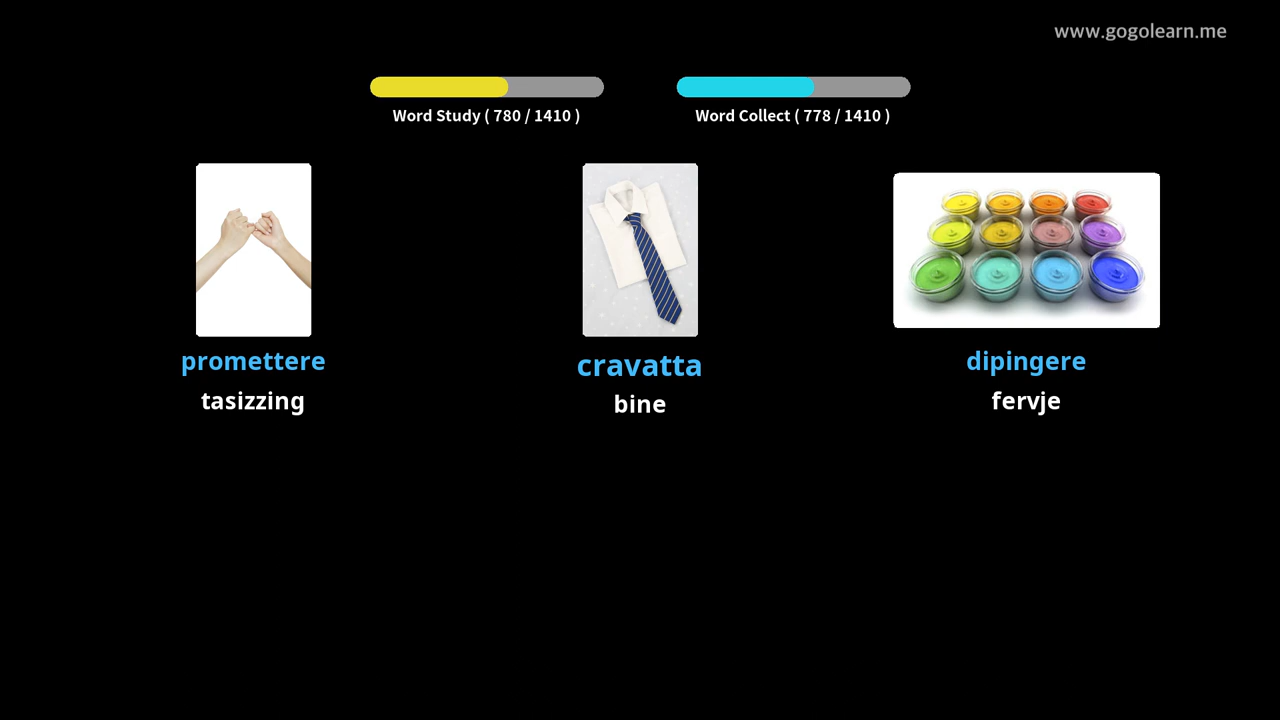 www.gogolearn.me
Word Study ( 780 / 1410 )
Word Collect ( 778 / 1410 )
promettere
tasizzing
cravatta
bine
dipingere
fervje